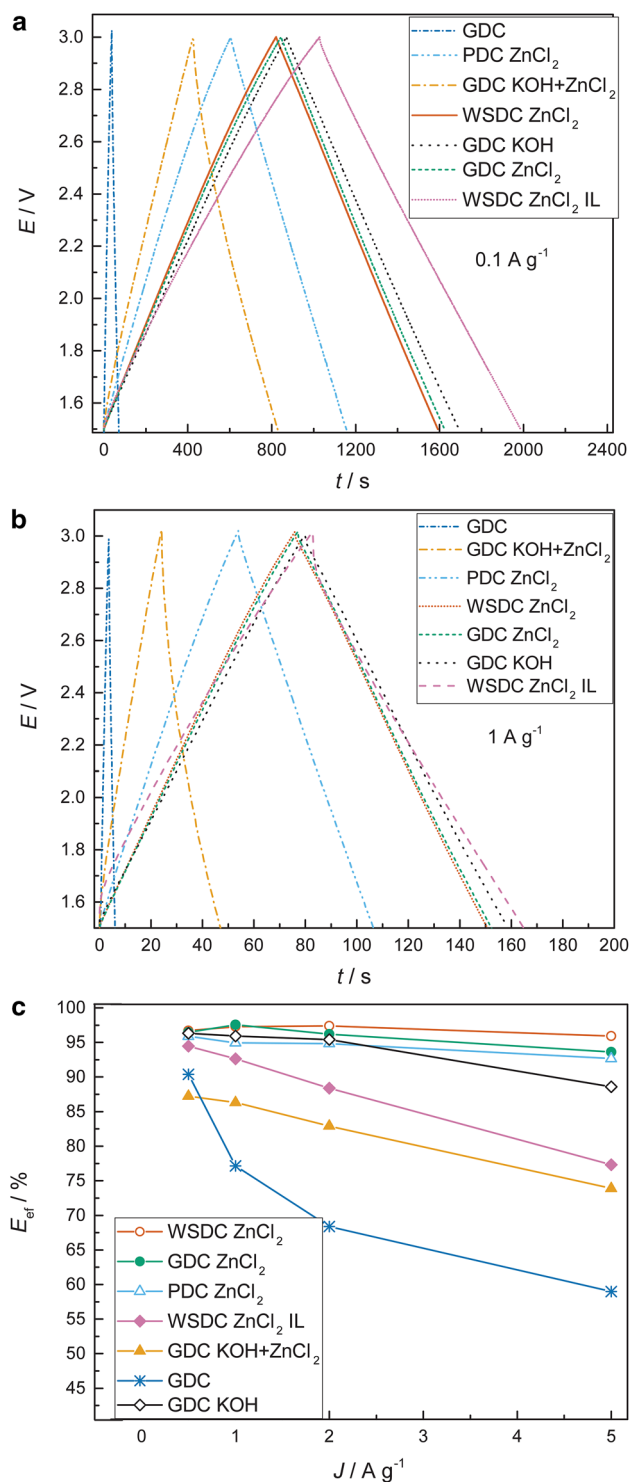 a
GDC
PDC ZnCl₂
GDC KOH+ZnCl₂
WSDC ZnCl₂
GDC KOH
GDC ZnCl₂
WSDC ZnCl₂ IL
0.1 A g⁻¹
E / V
3.0
2.8
2.6
2.4
2.2
2.0
1.8
1.6
0 400 800 1200 1600 2000 2400
t / s
b
GDC
GDC KOH+ZnCl₂
PDC ZnCl₂
WSDC ZnCl₂
GDC ZnCl₂
GDC KOH
WSDC ZnCl₂ IL
1 A g⁻¹
E / V
3.0
2.8
2.6
2.4
2.2
2.0
1.8
1.6
0 20 40 60 80 100 120 140 160 180 200
t / s
c
E_ef / %
100
95
90
85
80
75
70
65
60
55
50
45
WSDC ZnCl₂
GDC ZnCl₂
PDC ZnCl₂
WSDC ZnCl₂ IL
GDC KOH+ZnCl₂
GDC
GDC KOH
0 1 2 3 4 5
J / A g⁻¹